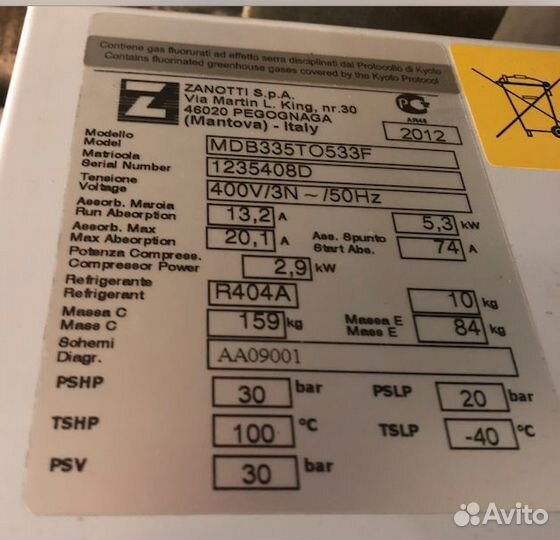 Contiene gas fluorurati ad effetto serra disciplinati dal Protocollo di Kyoto
Contains fluorinated greenhouse gases covered by the Kyoto Protocol
Z ZANOTTI S.p.A.
Via Martin L. King, nr.30
46020 PEGOGNAGA
(Mantova) - Italy
2012
Modello
Model MDB335TO533F
Matricola
Serial Number 1235408D
Tensione
Voltage 400V/3N ~ /50Hz
Assorb. Marcia
Run Absorption 13,2 A 5,3 kW
Assorb. Max
Max Absorption 20,1 A Ass. Spunto
Start Abs. 74 A
Potenza Compress.
Compressor Power 2,9 kW
Refrigerante
Refrigerant R404A 10 kg
Massa C
Mass C 159 kg Massa E
Mass E 84 kg
Schemi
Diagr. AA09001
PSHP 30 bar PSLP 20 bar
TSHP 100 °C TSLP -40 °C
PSV 30 bar
Avito